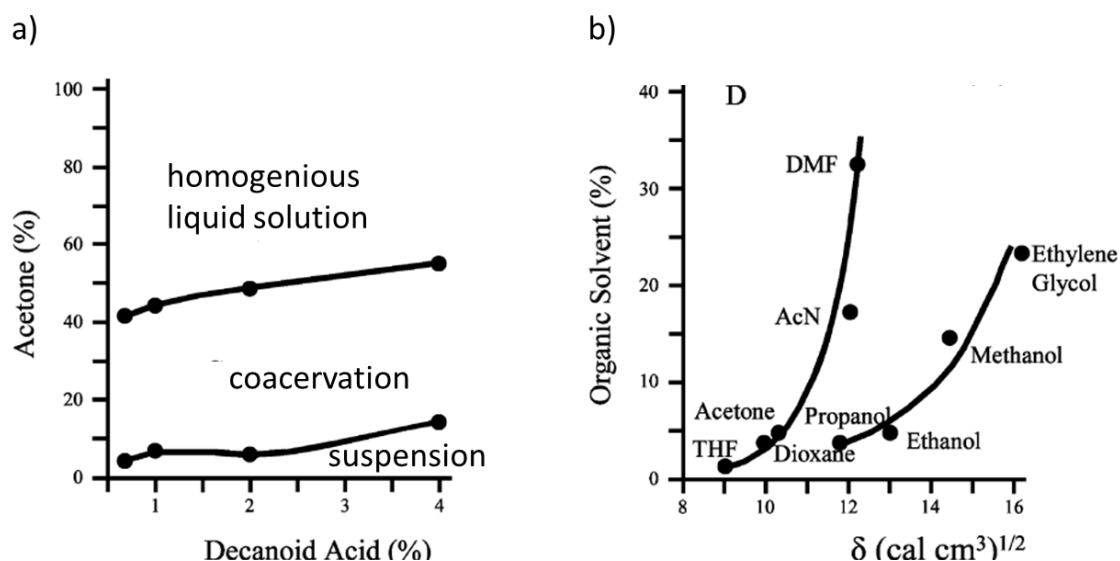 a)
100
80
60
40
20
0
Acetone (%)
homogenious
liquid solution
coacervation
suspension
1
2
3
4
Decanoid Acid (%)
b)
D
40
30
20
10
0
Organic Solvent (%)
DMF
AcN
Ethylene
Glycol
Methanol
Acetone
Propanol
Ethanol
THF
Dioxane
8
10
12
14
16
δ (cal cm³)¹/²